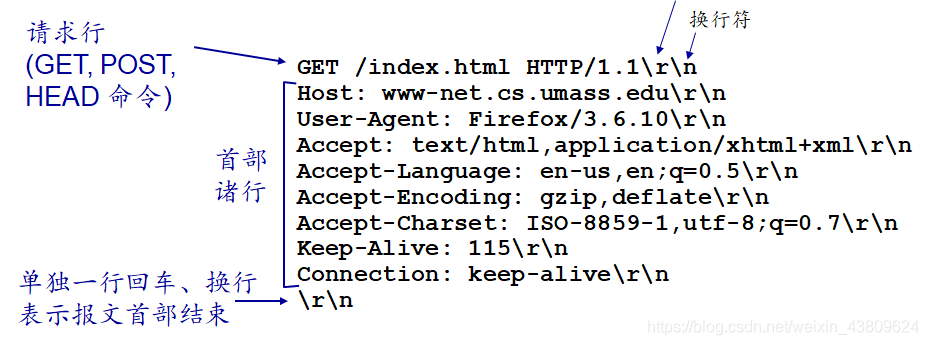 换行符
请求行
(GET, POST,
HEAD 命令)
GET /index.html HTTP/1.1\r\n
Host: www-net.cs.umass.edu\r\n
User-Agent: Firefox/3.6.10\r\n
Accept: text/html,application/xhtml+xml\r\n
Accept-Language: en-us,en;q=0.5\r\n
Accept-Encoding: gzip,deflate\r\n
Accept-Charset: ISO-8859-1,utf-8;q=0.7\r\n
Keep-Alive: 115\r\n
Connection: keep-alive\r\n
\r\n
首部
诸行
单独一行回车、换行
表示报文首部结束
https://blog.csdn.net/weixin_43809624